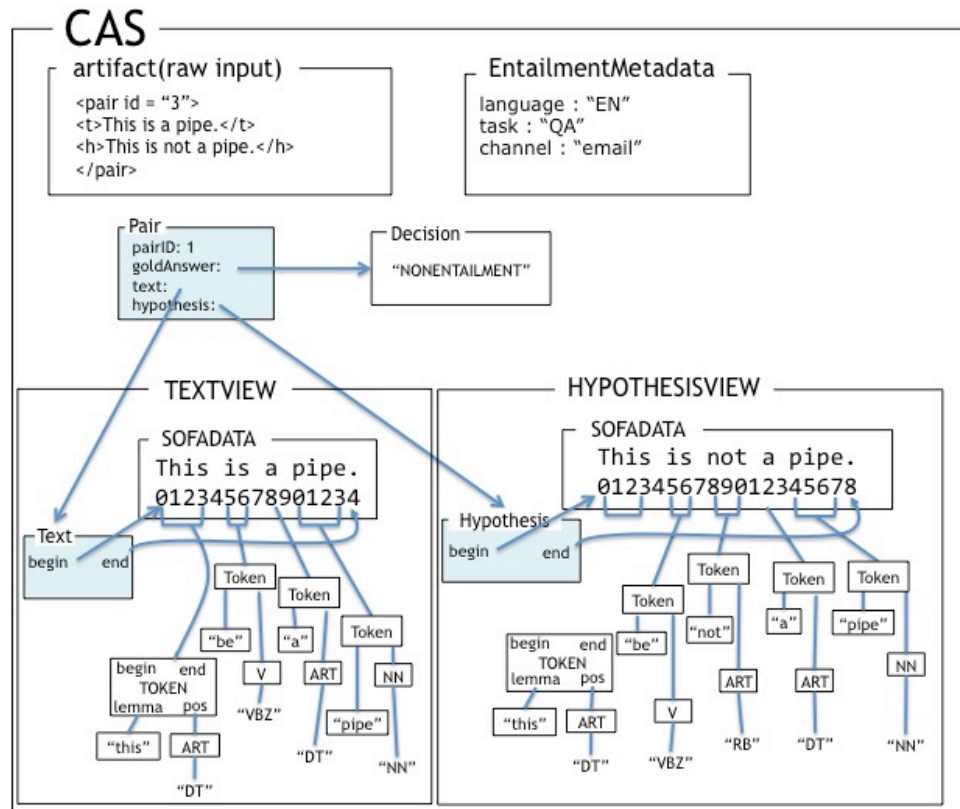 CAS
artifact(raw input)
<pair id = “3”>
<t>This is a pipe.</t>
<h>This is not a pipe.</h>
</pair>
EntailmentMetadata
language : “EN”
task : “QA”
channel : “email”
Pair
pairID: 1
goldAnswer:
text:
hypothesis:
Decision
“NONENTAILMENT”
TEXTVIEW
SOFADATA
This is a pipe.
012345678901234
Text
begin end
Token
Token
Token
“be”
“a”
V
ART
NN
begin end
TOKEN
lemma pos
“VBZ”
“pipe”
“this”
ART
“DT”
“NN”
“DT”
HYPOTHESISVIEW
SOFADATA
This is not a pipe.
0123456789012345678
Hypothesis
begin end
Token
Token
Token
Token
“be”
“not”
“a”
“pipe”
begin end
TOKEN
lemma pos
NN
ART
ART
“this”
ART
V
“DT”
“VBZ”
“RB”
“DT”
“NN”